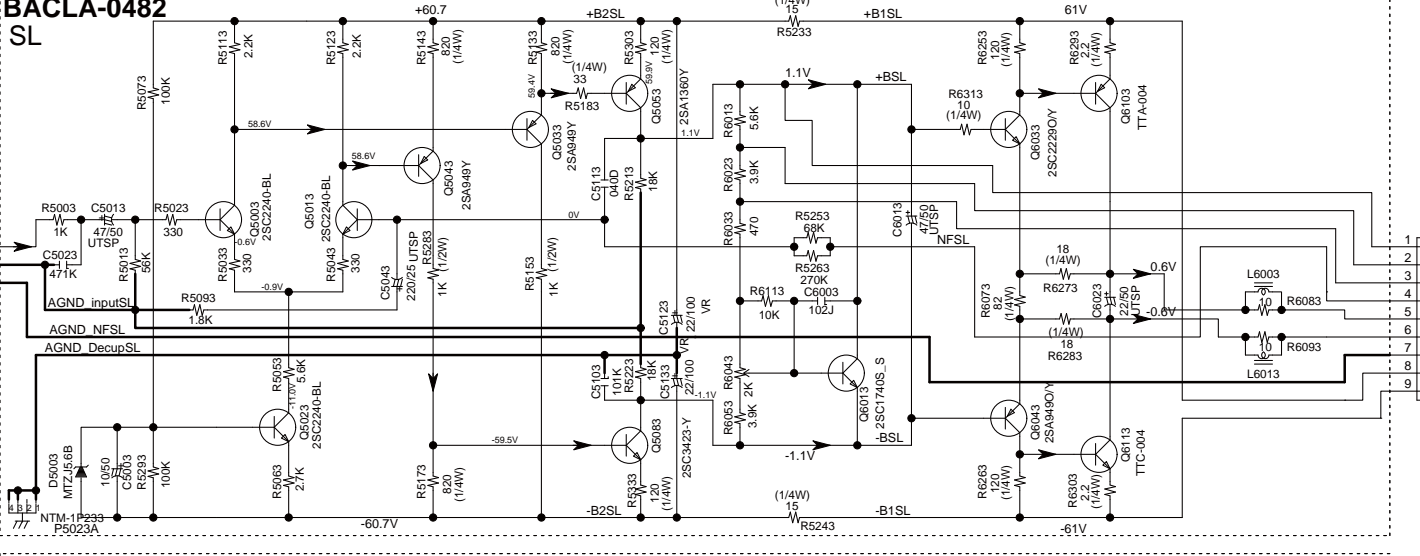 BACLA-0482
SL
+60.7
+B2SL
(1/4W)
15
R5233
+B1SL
61V
R5073
100K
R5113
2.2K
R5123
2.2K
R5143
820
(1/4W)
R5133
820
(1/4W)
59.4V
(1/4W)
33
R5183
R5303
120
(1/4W)
59.9V
Q5053
2SA1360Y
1.1V
+BSL
R6253
120
(1/4W)
R6293
2.2
(1/4W)
R6313
10
(1/4W)
Q6033
2SC2229O/Y
Q6103
TTA-004
58.6V
58.6V
Q5033
2SA949Y
Q5043
2SA949Y
1.1V
R6013
5.6K
R6023
3.9K
R6033
470
C5113
040D
R5213
18K
R5003
1K
C5013
47/50
UTSP
R5023
330
Q5003
2SC2240-BL
Q5013
2SC2240-BL
0V
R5253
68K
R5263
270K
C6013
47/50
UTSP
NFSL
C5023
471K
R5013
56K
-0.6V
R5033
330
R5043
330
-0.9V
C5043
220/25 UTSP
R5283
1K (1/2W)
R5153
1K (1/2W)
R6113
10K
C6003
102J
R6073
82
(1/4W)
18
(1/4W)
R6273
(1/4W)
18
R6283
C6023
22/50
UTSP
0.6V
-0.6V
L6003
10
R6083
10
R6093
L6013
1
2
3
4
5
6
7
8
9
AGND_inputSL
R5093
1.8K
AGND_NFSL
AGND_DecupSL
C5123
22/100
VR
VR
C5133
22/100
R5053
5.6K
-11.0V
C5103
101K
R5223
18K
-1.1V
R6043
2K
R6053
3.9K
Q6013
2SC1740S_S
Q5023
2SC2240-BL
-59.5V
Q5083
2SC3423-Y
-1.1V
-BSL
Q6043
2SA949O/Y
Q6113
TTC-004
D5003
MTZJ5.6B
10/50
C5003
R5293
100K
R5063
2.7K
R5173
820
(1/4W)
R5333
120
(1/4W)
R6263
120
(1/4W)
R6303
2.2
(1/4W)
4 3 2 1
NTM-1P233
P5023A
-60.7V
-B2SL
(1/4W)
15
R5243
-B1SL
-61V